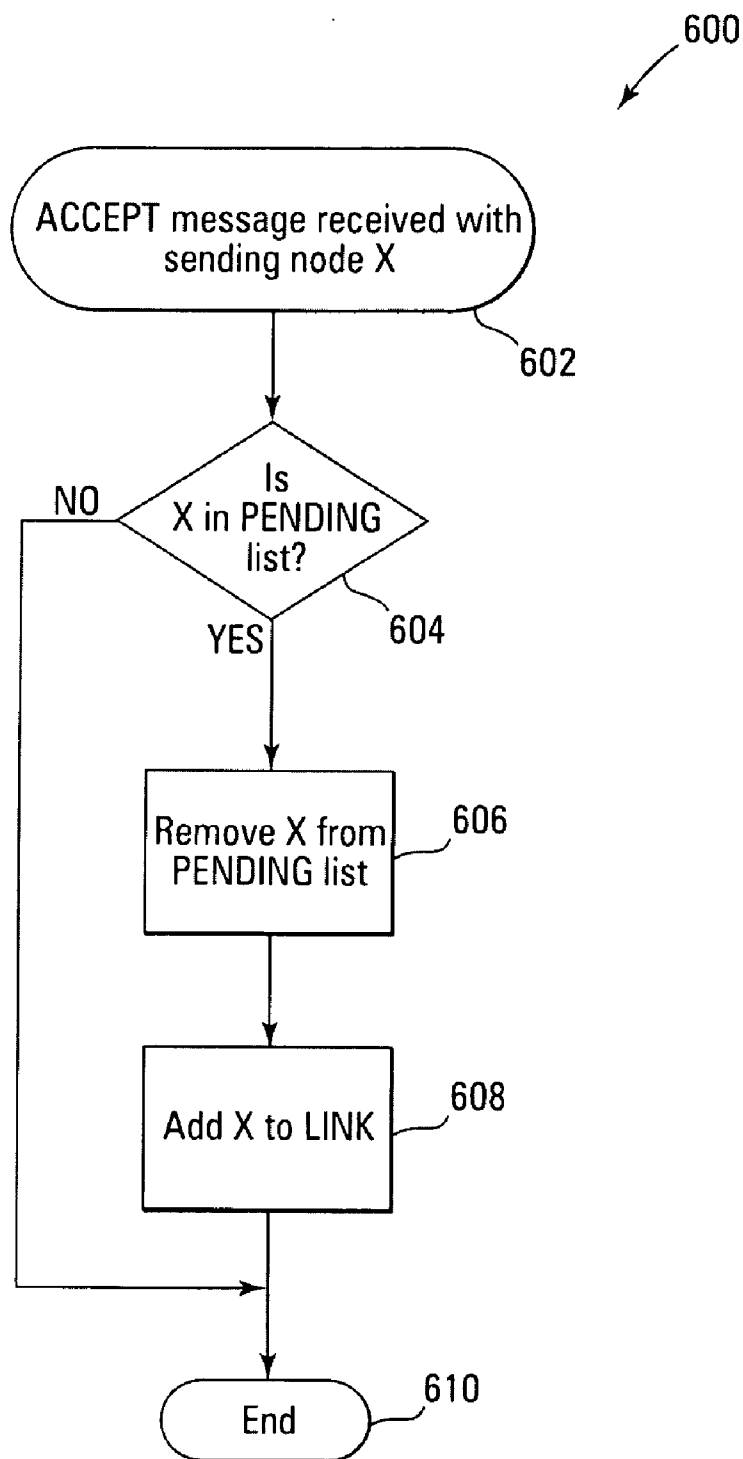 600
ACCEPT message received with
sending node X
602
Is
X in PENDING
list?
NO
604
YES
Remove X from
PENDING list
606
Add X to LINK
608
End
610